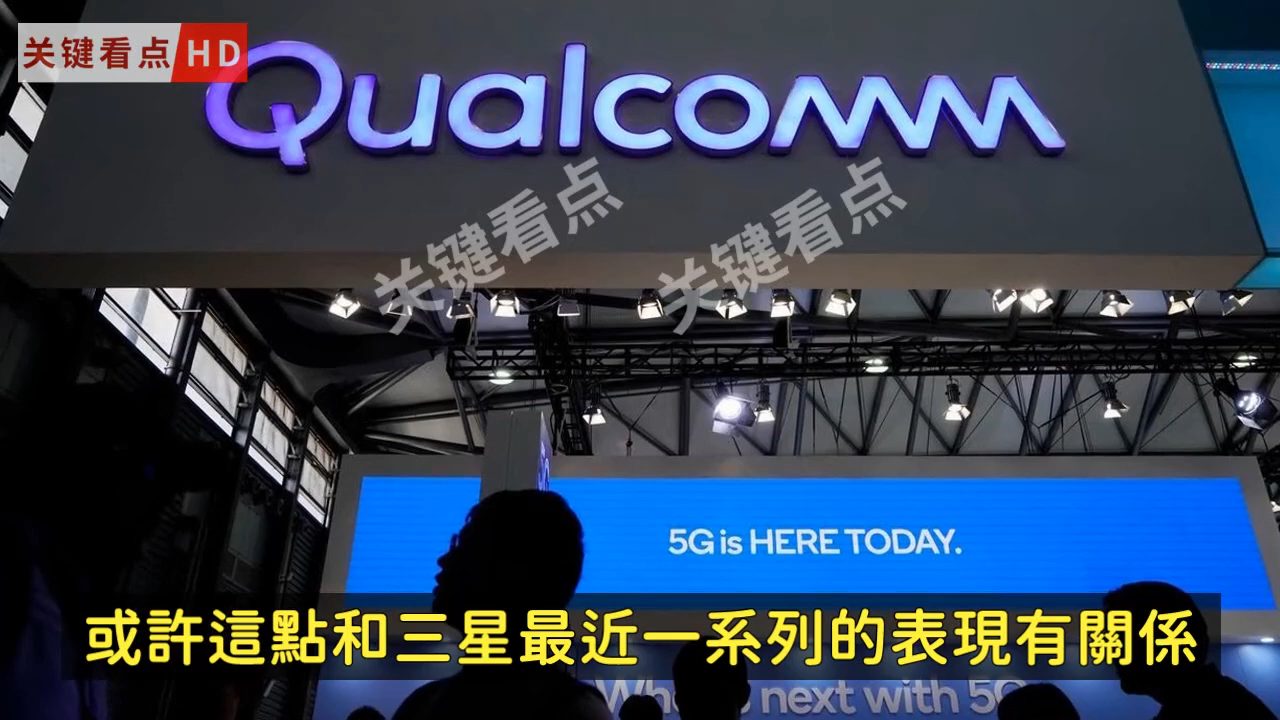 关键看点HD
Qualcomm
关键看点 关键看点
5G is HERE TODAY.
或許這點和三星最近一系列的表現有關係
next with 5G